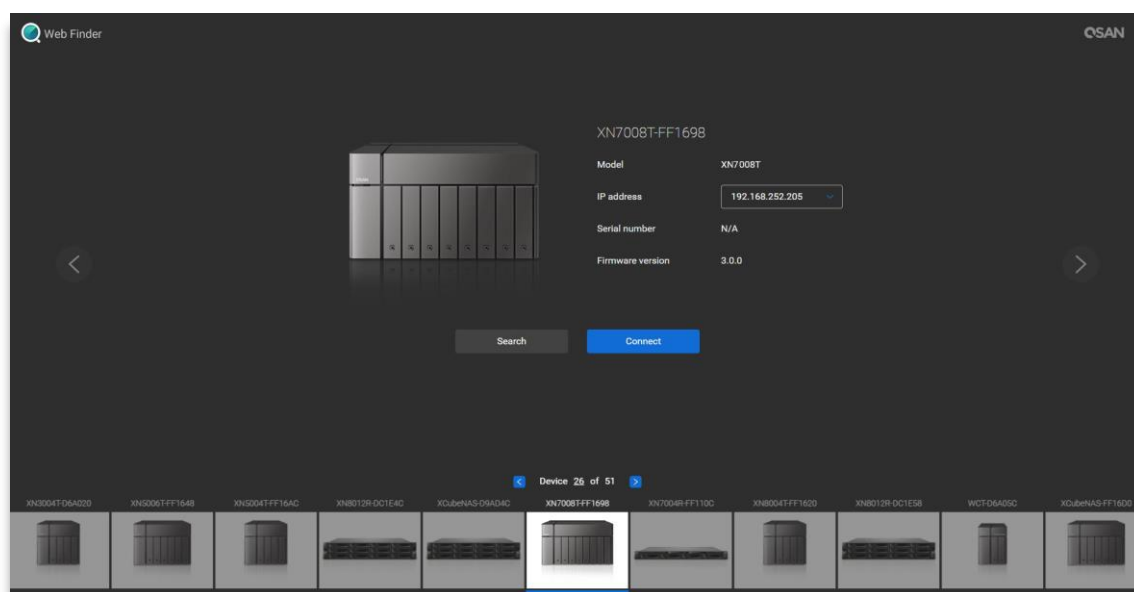 Web Finder
QSAN
XN7008T-FF1698
Model XN7008T
IP address 192.168.252.205
Serial number N/A
Firmware version 3.0.0
Search Connect
Device 26 of 51
XN3004T-D6A020 XN5006T-FF1648 XN5004T-FF16AC XN8012R-DC1E4C XCubeNAS-D9AD4C XN7008T-FF1698 XN7004R-FF110C XN8004T-FF1620 XN8012R-DC1E58 WCT-D6A05C XCubeNAS-FF16D0